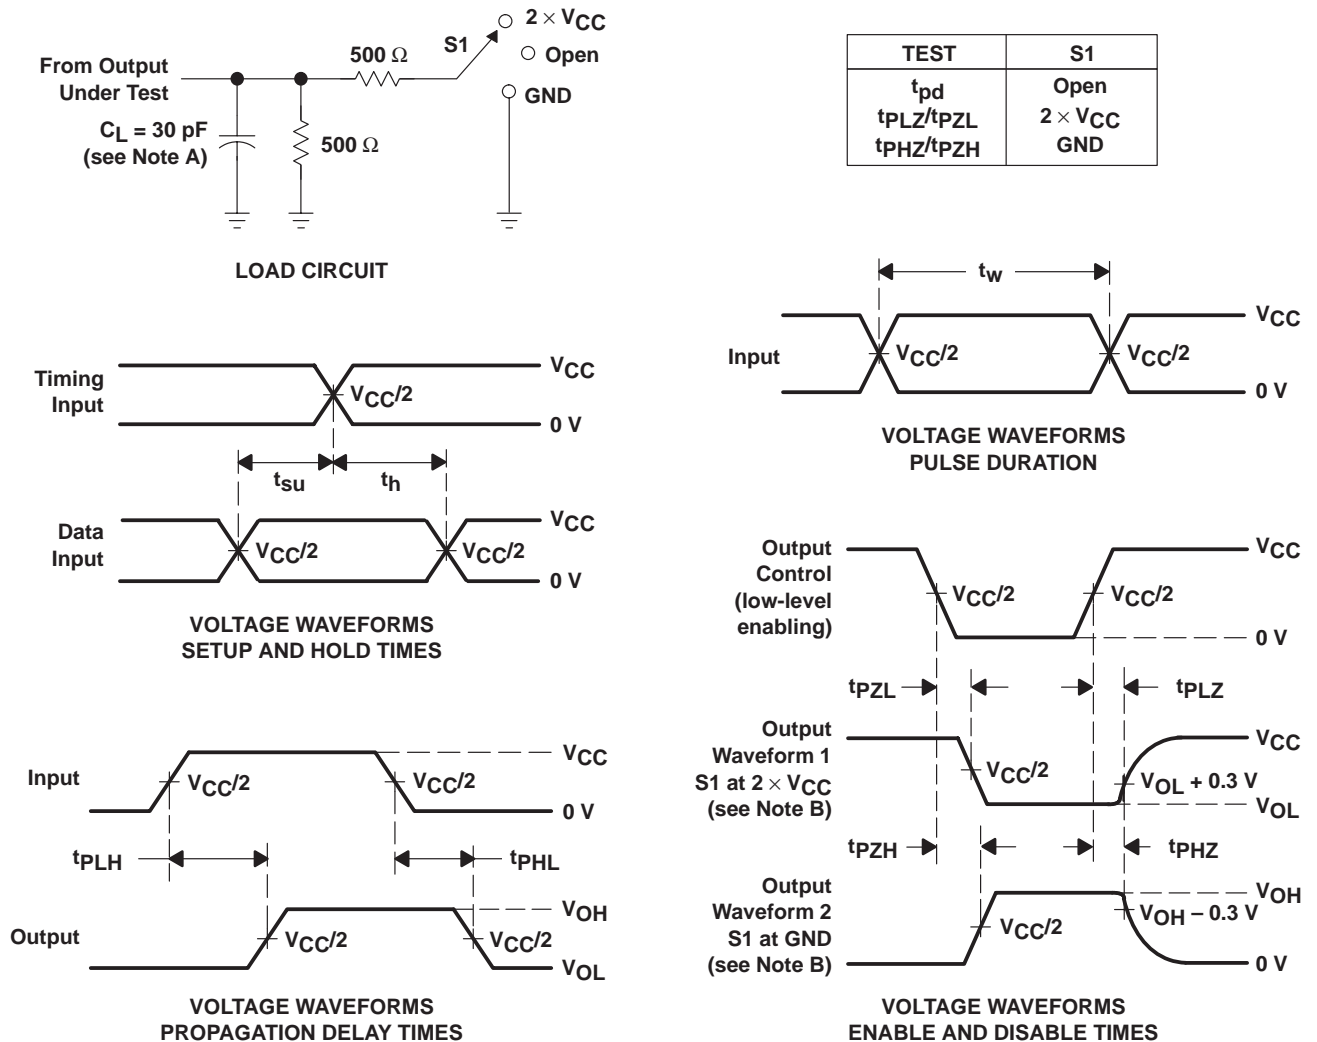 2 × VCC
S1
Open
500 Ω
From Output
Under Test
GND
CL = 30 pF
(see Note A)
500 Ω
LOAD CIRCUIT
TEST S1
tpd Open
tPLZ/tPZL 2 × VCC
tPHZ/tPZH GND
tw
VCC
Input
VCC/2
VCC/2
0 V
VOLTAGE WAVEFORMS
PULSE DURATION
Timing
Input
VCC
VCC/2
0 V
tsu
th
Data
Input
VCC
VCC/2
VCC/2
0 V
VOLTAGE WAVEFORMS
SETUP AND HOLD TIMES
Input
VCC
VCC/2
VCC/2
0 V
tPLH
tPHL
Output
VOH
VCC/2
VCC/2
VOL
VOLTAGE WAVEFORMS
PROPAGATION DELAY TIMES
Output
Control
(low-level
enabling)
VCC
VCC/2
VCC/2
0 V
tPZL
tPLZ
Output
Waveform 1
S1 at 2 × VCC
(see Note B)
VCC
VCC/2
VOL + 0.3 V
VOL
tPZH
tPHZ
Output
Waveform 2
S1 at GND
(see Note B)
VOH
VCC/2
VOH − 0.3 V
0 V
VOLTAGE WAVEFORMS
ENABLE AND DISABLE TIMES